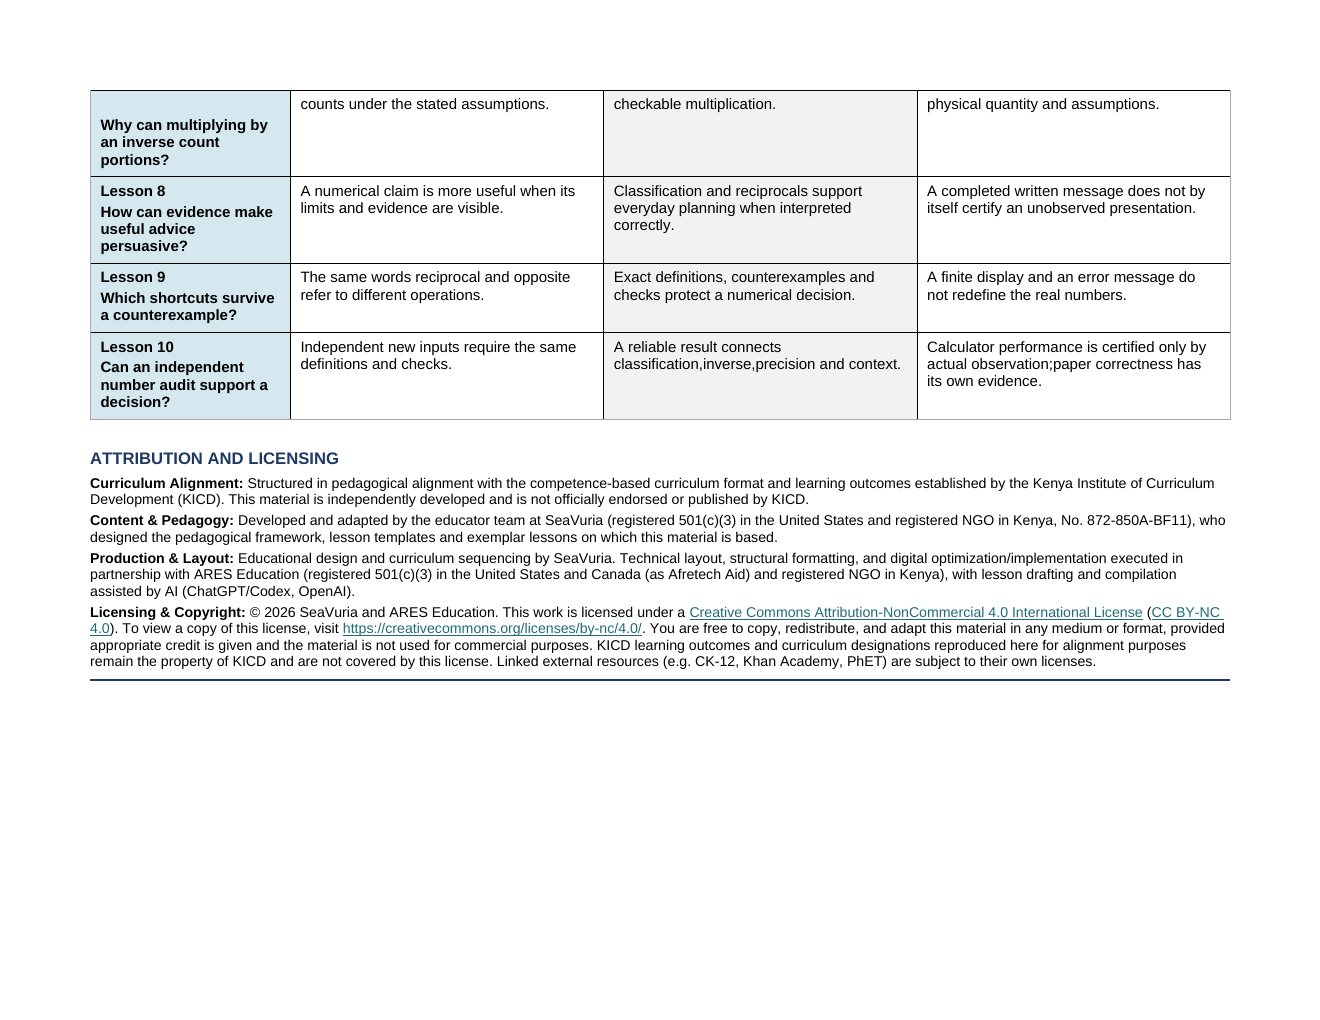 Why can multiplying by
an inverse count
portions?
counts under the stated assumptions.
checkable multiplication.
physical quantity and assumptions.
Lesson 8
How can evidence make
useful advice
persuasive?
A numerical claim is more useful when its
limits and evidence are visible.
Classification and reciprocals support
everyday planning when interpreted
correctly.
A completed written message does not by
itself certify an unobserved presentation.
Lesson 9
Which shortcuts survive
a counterexample?
The same words reciprocal and opposite
refer to different operations.
Exact definitions, counterexamples and
checks protect a numerical decision.
A finite display and an error message do
not redefine the real numbers.
Lesson 10
Can an independent
number audit support a
decision?
Independent new inputs require the same
definitions and checks.
A reliable result connects
classification,inverse,precision and context.
Calculator performance is certified only by
actual observation;paper correctness has
its own evidence.
ATTRIBUTION AND LICENSING
Curriculum Alignment: Structured in pedagogical alignment with the competence-based curriculum format and learning outcomes established by the Kenya Institute of Curriculum
Development (KICD). This material is independently developed and is not officially endorsed or published by KICD.
Content & Pedagogy: Developed and adapted by the educator team at SeaVuria (registered 501(c)(3) in the United States and registered NGO in Kenya, No. 872-850A-BF11), who
designed the pedagogical framework, lesson templates and exemplar lessons on which this material is based.
Production & Layout: Educational design and curriculum sequencing by SeaVuria. Technical layout, structural formatting, and digital optimization/implementation executed in
partnership with ARES Education (registered 501(c)(3) in the United States and Canada (as Afretech Aid) and registered NGO in Kenya), with lesson drafting and compilation
assisted by AI (ChatGPT/Codex, OpenAI).
Licensing & Copyright: © 2026 SeaVuria and ARES Education. This work is licensed under a Creative Commons Attribution-NonCommercial 4.0 International License (CC BY-NC
4.0). To view a copy of this license, visit https://creativecommons.org/licenses/by-nc/4.0/. You are free to copy, redistribute, and adapt this material in any medium or format, provided
appropriate credit is given and the material is not used for commercial purposes. KICD learning outcomes and curriculum designations reproduced here for alignment purposes
remain the property of KICD and are not covered by this license. Linked external resources (e.g. CK-12, Khan Academy, PhET) are subject to their own licenses.